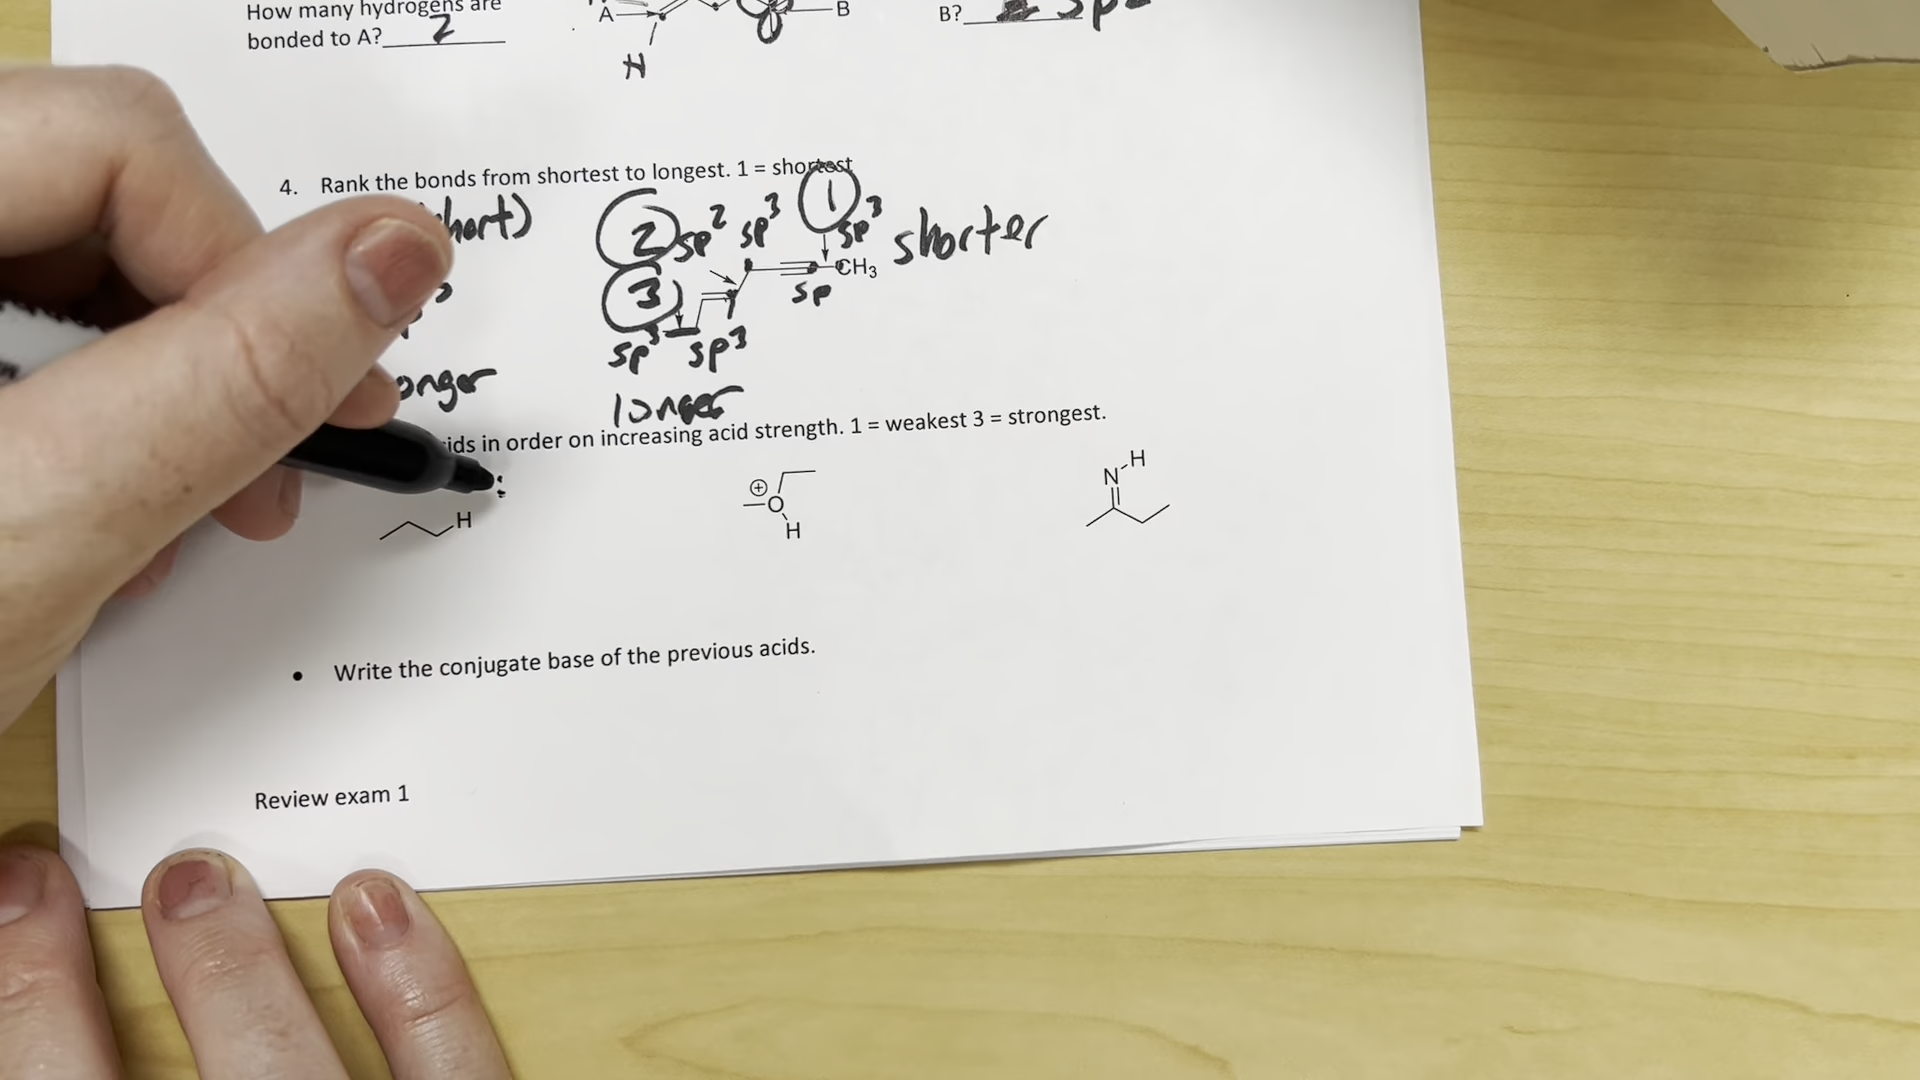 How many hydrogens are
bonded to A? 2
A
B
H
B? sp2
4. Rank the bonds from shortest to longest. 1 = shortest
short)
2 sp2 sp3 1 sp3 shorter
CH3
3 sp
sp3 sp3
onger
longer
ids in order on increasing acid strength. 1 = weakest 3 = strongest.
H
⊕
O
H
N H
• Write the conjugate base of the previous acids.
Review exam 1